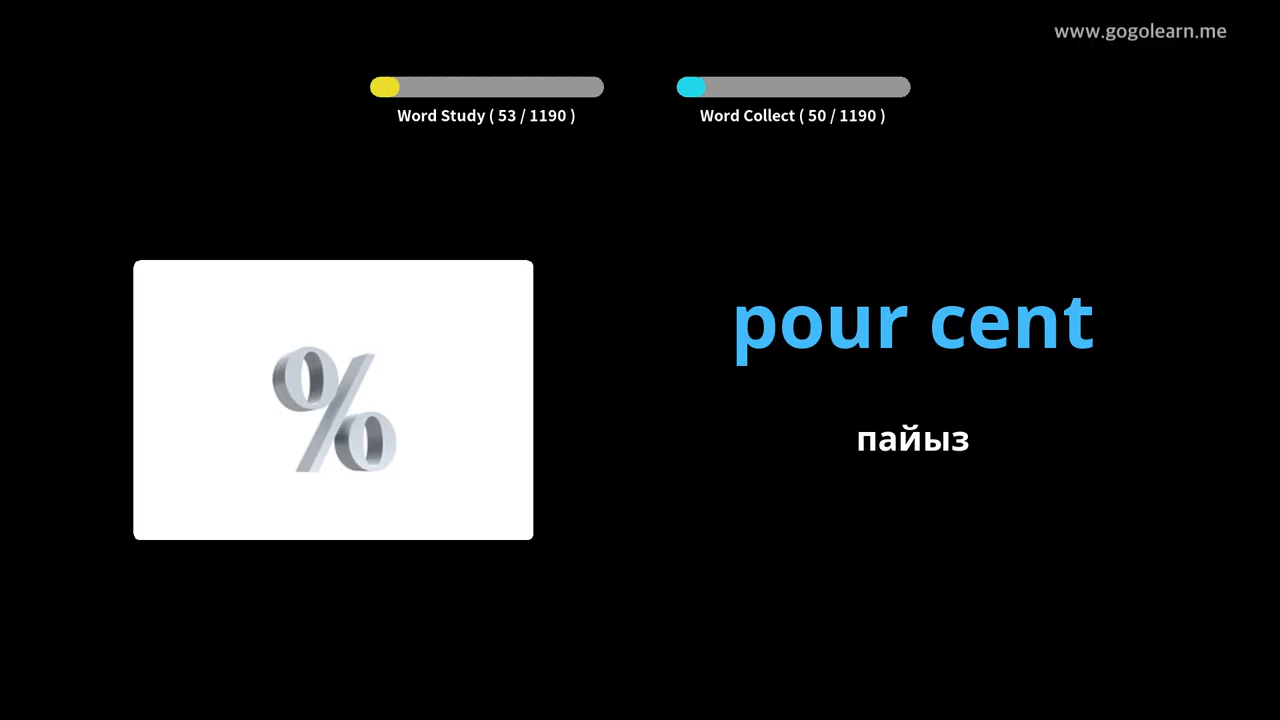 www.gogolearn.me
Word Study ( 53 / 1190 )
Word Collect ( 50 / 1190 )
%
pour cent
пайыз